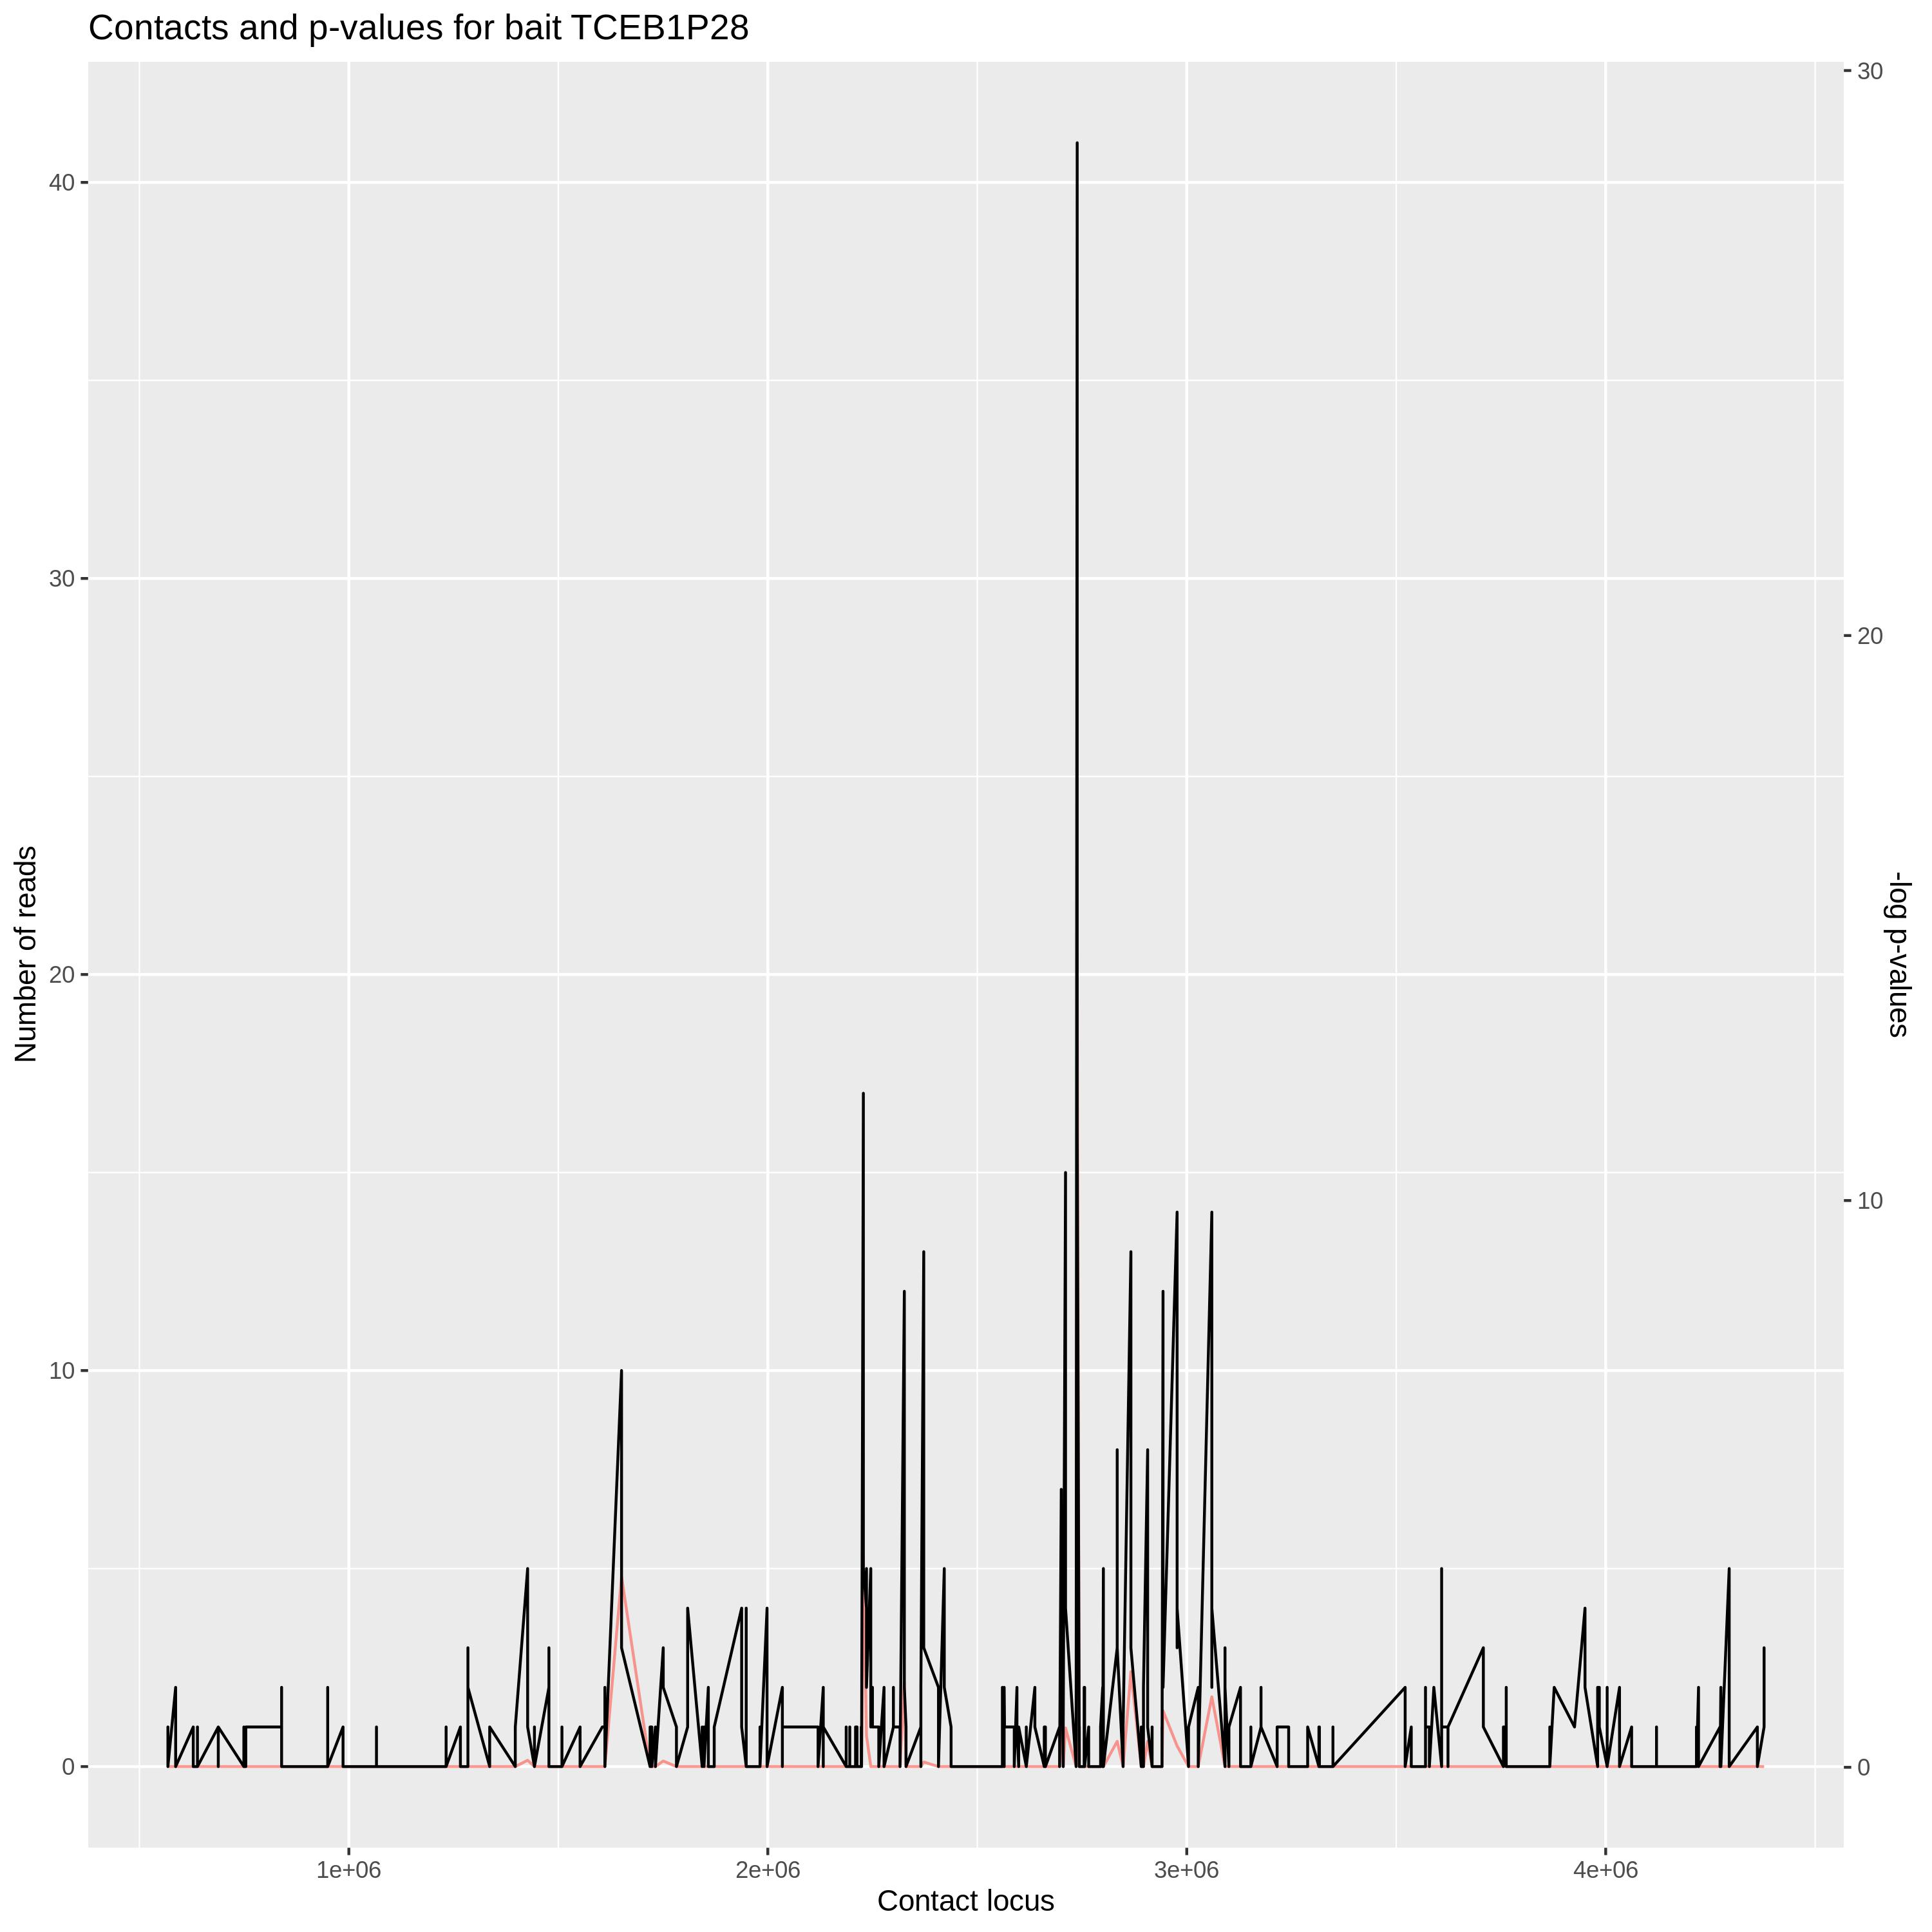 Contacts and p-values for bait TCEB1P28
30
40
30
20
20
Number of reads
-log p-values
10
10
0
0
1e+06
2e+06
3e+06
4e+06
Contact locus